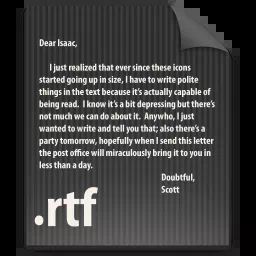 Dear Isaac,
I just realized that ever since these icons
started going up in size, I have to write polite
things in the text because it's actually capable of
being read. I know it's a bit depressing but there's
not much we can do about it. Anywho, I just
wanted to write and tell you that; also there's a
party tomorrow, hopefully when I send this letter
the post office will miraculously bring it to you in
less than a day.
Doubtful,
Scott
.rtf